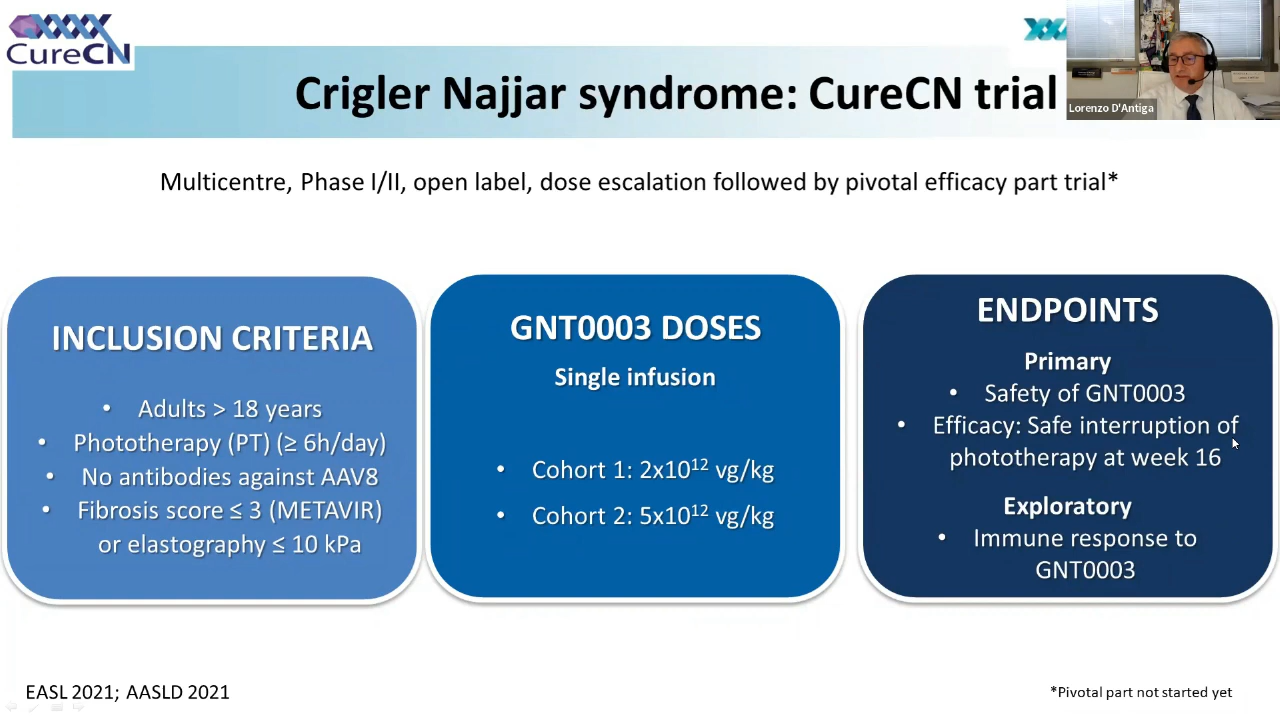 CureCN
Crigler Najjar syndrome: CureCN trial
Lorenzo D'Antiga
Multicentre, Phase I/II, open label, dose escalation followed by pivotal efficacy part trial*
INCLUSION CRITERIA
• Adults > 18 years
• Phototherapy (PT) (≥ 6h/day)
• No antibodies against AAV8
• Fibrosis score ≤ 3 (METAVIR)
or elastography ≤ 10 kPa
GNT0003 DOSES
Single infusion
• Cohort 1: 2x10¹² vg/kg
• Cohort 2: 5x10¹² vg/kg
ENDPOINTS
Primary
• Safety of GNT0003
• Efficacy: Safe interruption of
phototherapy at week 16
Exploratory
• Immune response to
GNT0003
EASL 2021; AASLD 2021
*Pivotal part not started yet